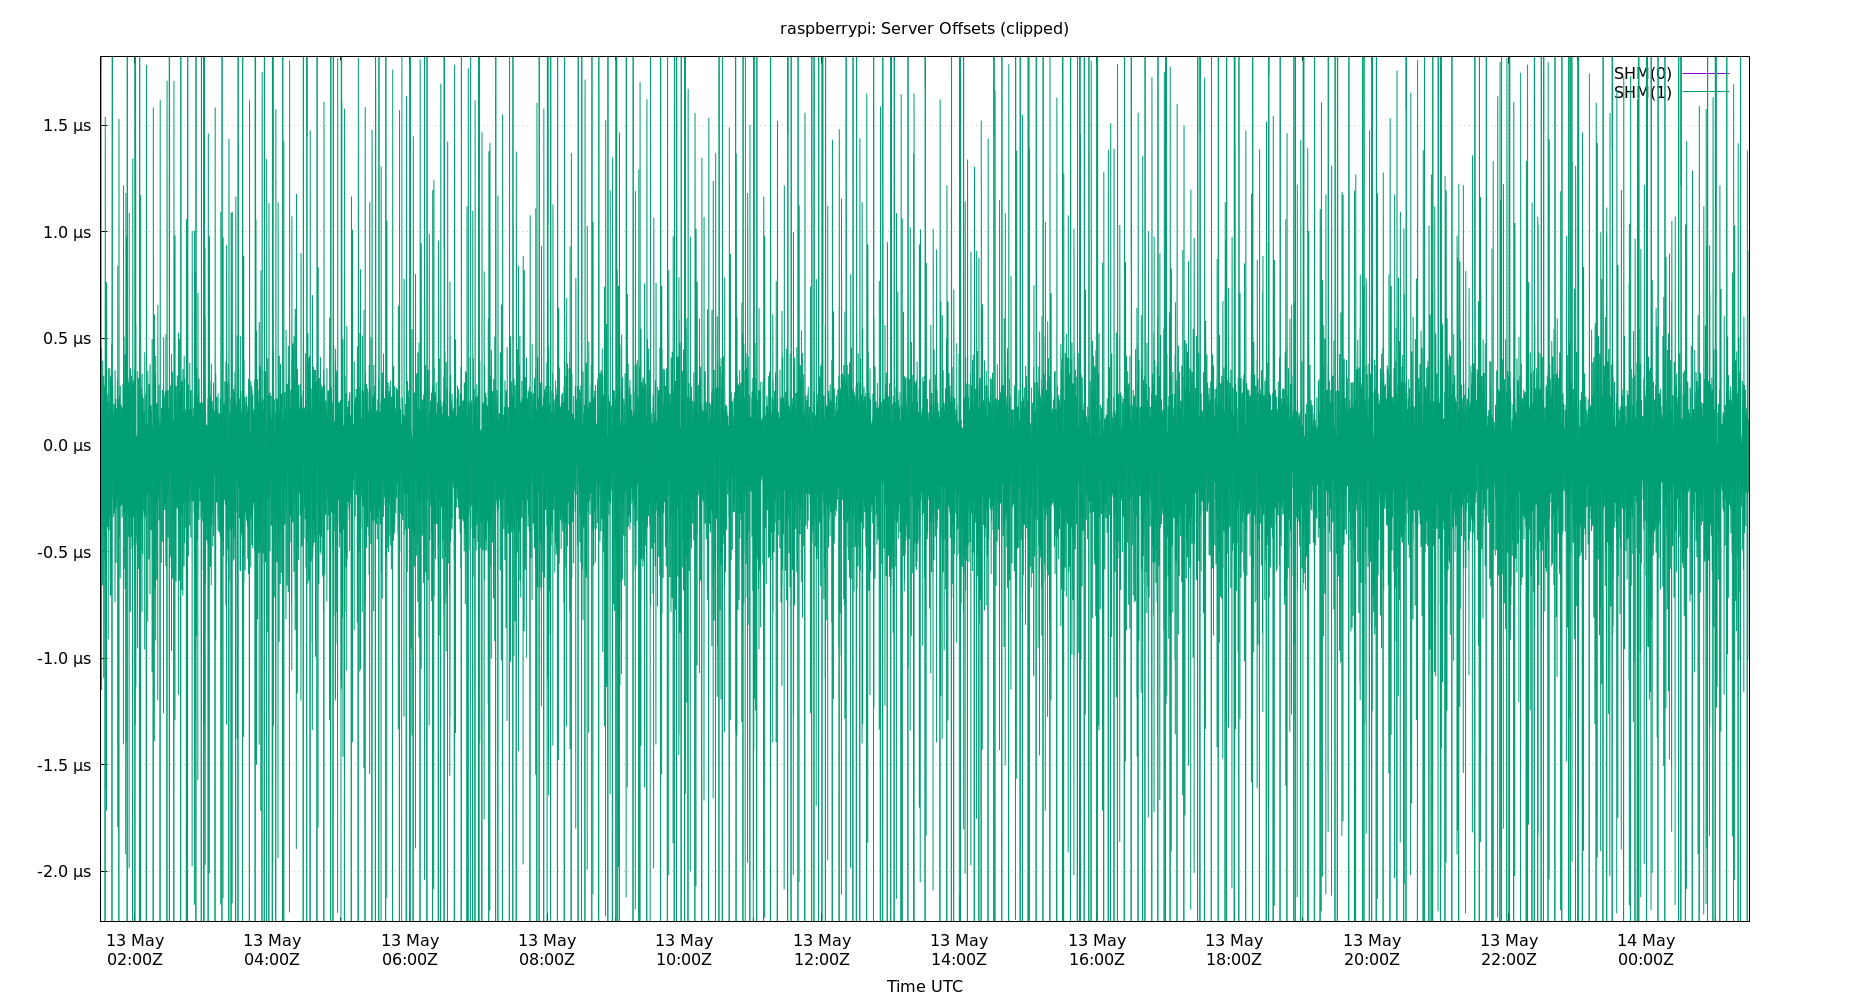 raspberrypi: Server Offsets (clipped)
SHM(0)
SHM(1)
1.5 µs
1.0 µs
0.5 µs
0.0 µs
-0.5 µs
-1.0 µs
-1.5 µs
-2.0 µs
13 May 13 May 13 May 13 May 13 May 13 May 13 May 13 May 13 May 13 May 13 May 14 May
02:00Z 04:00Z 06:00Z 08:00Z 10:00Z 12:00Z 14:00Z 16:00Z 18:00Z 20:00Z 22:00Z 00:00Z
Time UTC